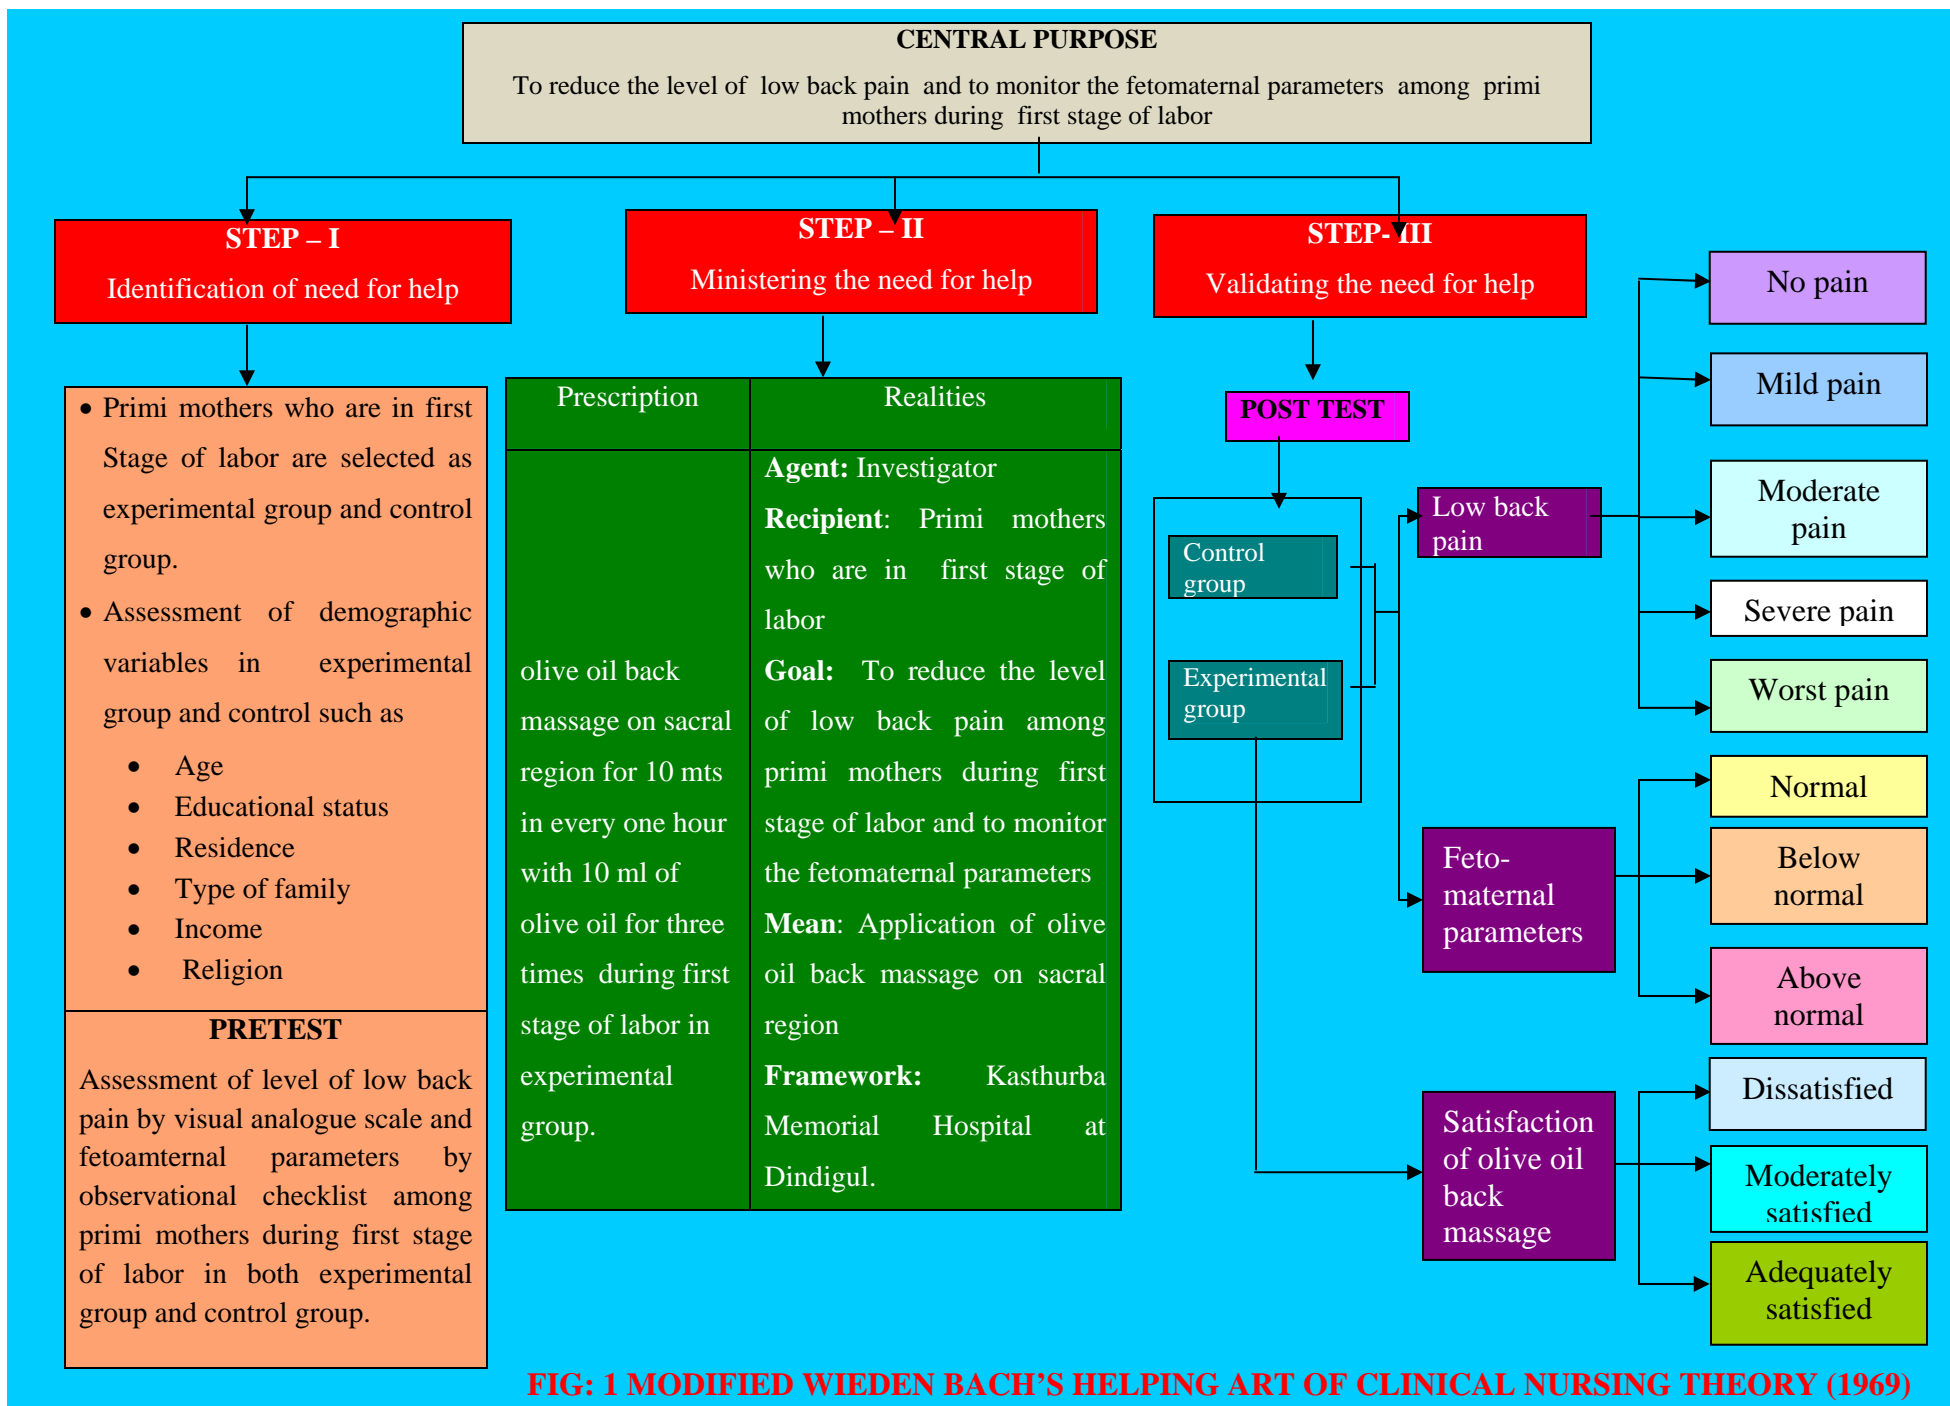 CENTRAL PURPOSE
To reduce the level of low back pain and to monitor the fetomaternal parameters among primi
mothers during first stage of labor
STEP – I
Identification of need for help
STEP – II
Ministering the need for help
STEP- III
Validating the need for help
• Primi mothers who are in first
Stage of labor are selected as
experimental group and control
group.
• Assessment of demographic
variables in experimental
group and control such as
• Age
• Educational status
• Residence
• Type of family
• Income
• Religion
PRETEST
Assessment of level of low back
pain by visual analogue scale and
fetoamternal parameters by
observational checklist among
primi mothers during first stage
of labor in both experimental
group and control group.
Prescription
olive oil back
massage on sacral
region for 10 mts
in every one hour
with 10 ml of
olive oil for three
times during first
stage of labor in
experimental
group.
Realities
Agent: Investigator
Recipient: Primi mothers
who are in first stage of
labor
Goal: To reduce the level
of low back pain among
primi mothers during first
stage of labor and to monitor
the fetomaternal parameters
Mean: Application of olive
oil back massage on sacral
region
Framework: Kasthurba
Memorial Hospital at
Dindigul.
POST TEST
Control
group
Experimental
group
Low back
pain
Feto-
maternal
parameters
Satisfaction
of olive oil
back
massage
No pain
Mild pain
Moderate
pain
Severe pain
Worst pain
Normal
Below
normal
Above
normal
Dissatisfied
Moderately
satisfied
Adequately
satisfied
FIG: 1 MODIFIED WIEDEN BACH’S HELPING ART OF CLINICAL NURSING THEORY (1969)